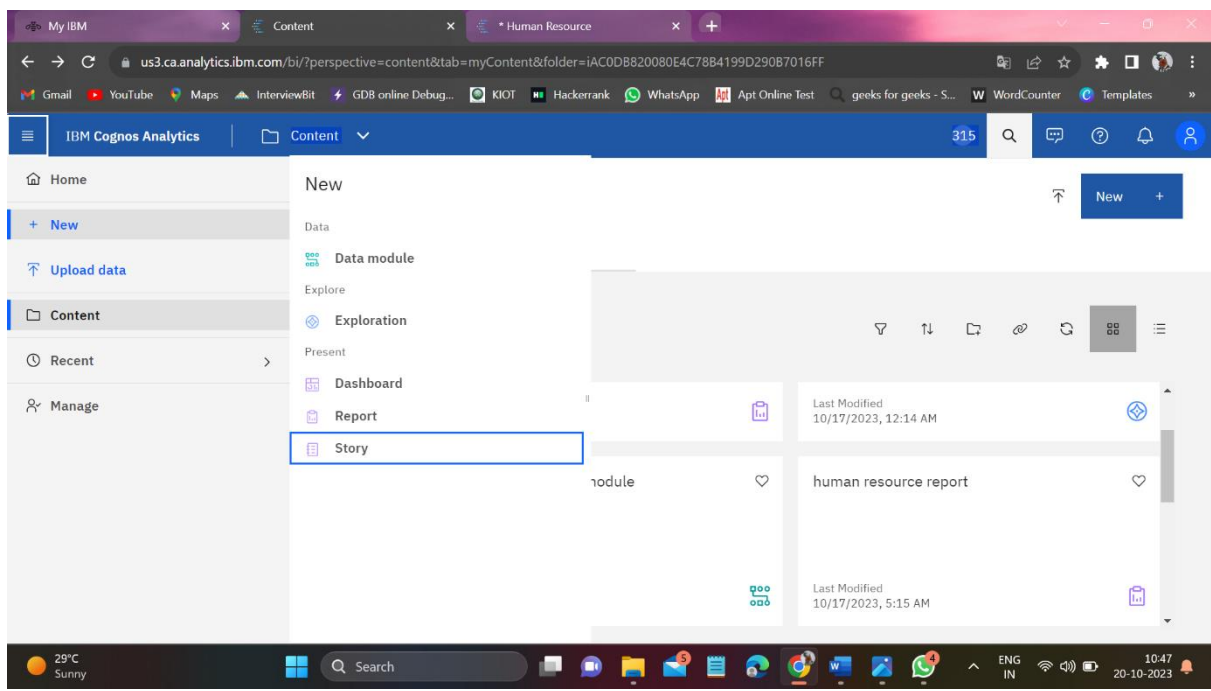 My IBM
Content
* Human Resource
us3.ca.analytics.ibm.com/bi/?perspective=content&tab=myContent&folder=iAC0DB820080E4C78B4199D290B7016FF
Gmail YouTube Maps InterviewBit GDB online Debug... KIOT Hackerrank WhatsApp Apt Online Test geeks for geeks - S... WordCounter Templates »
IBM Cognos Analytics Content 315
Home
New
New +
+ New
Data
Data module
Upload data
Explore
Content
Exploration
Recent
Present
Dashboard
Manage
Last Modified
10/17/2023, 12:14 AM
Report
Story
human resource report
Last Modified
10/17/2023, 5:15 AM
29°C
Sunny
Search
5
4
ENG
IN
10:47
20-10-2023